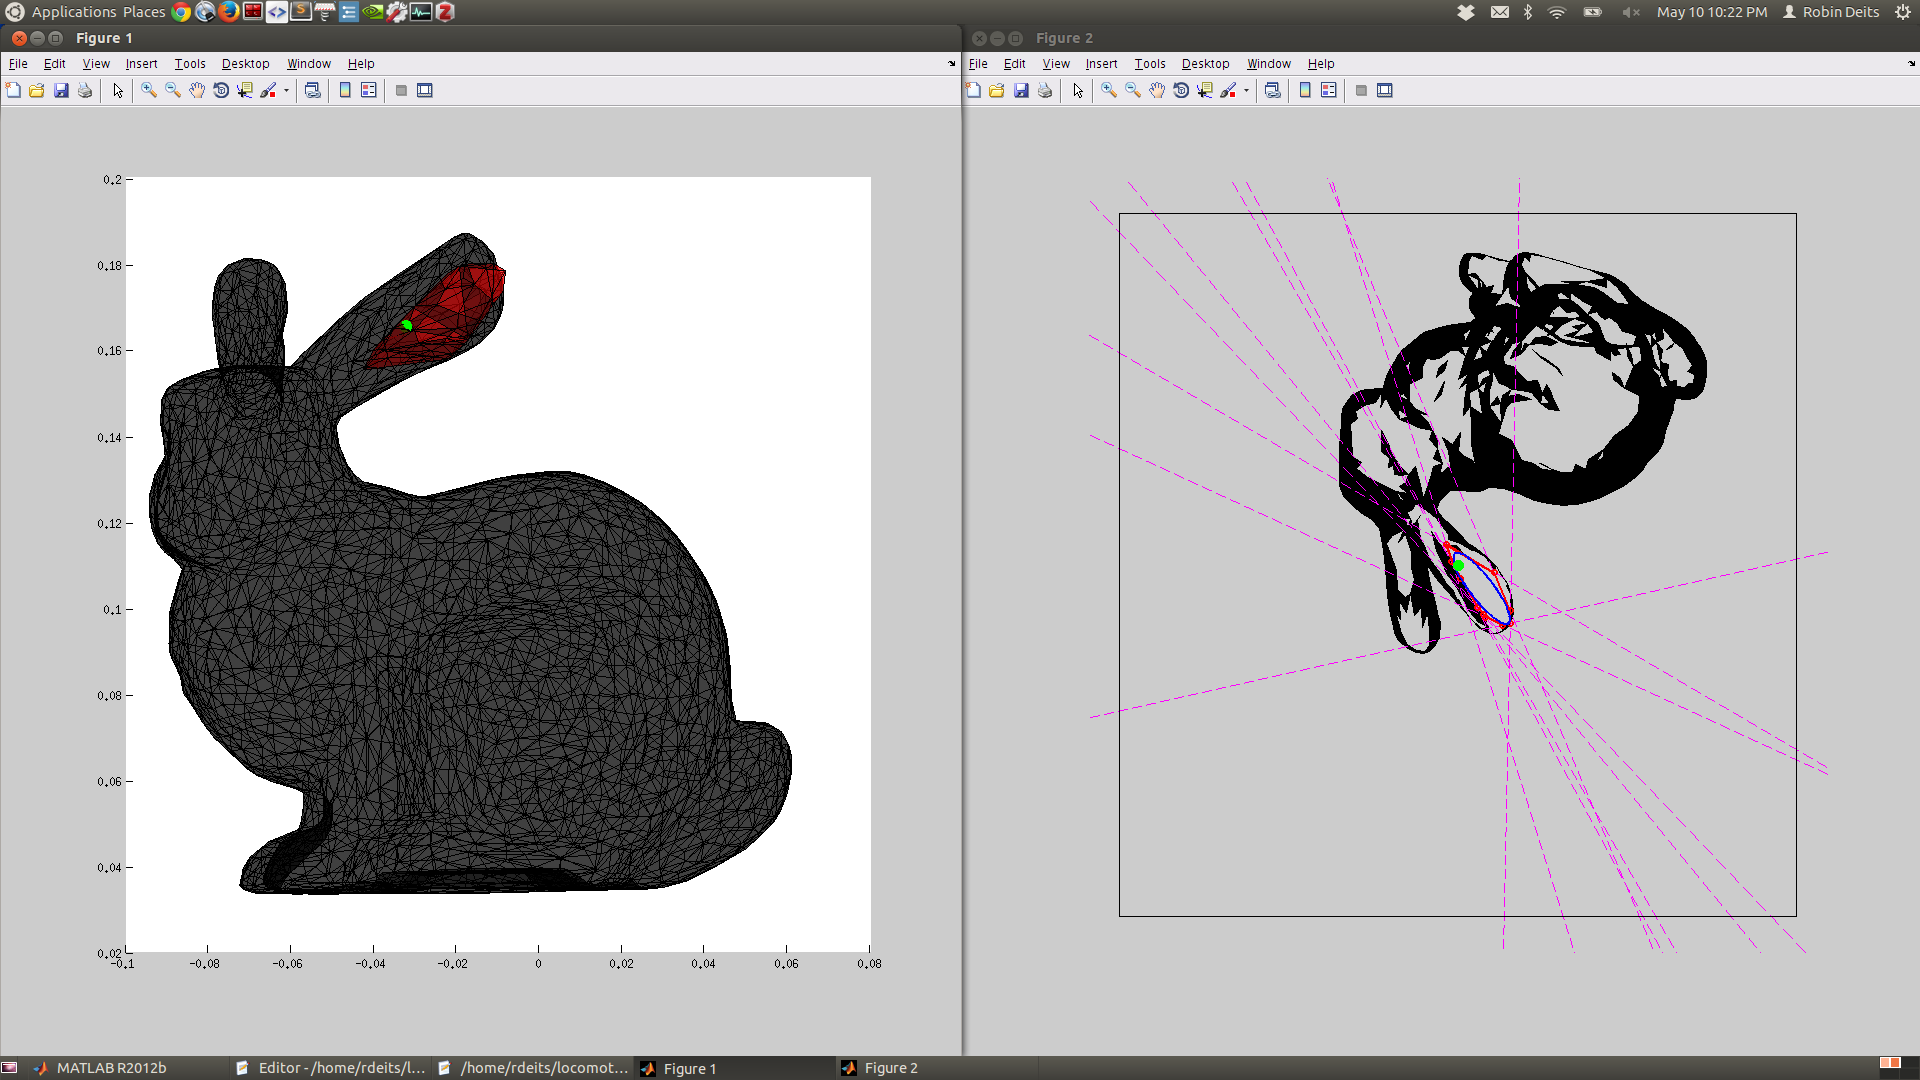 Applications Places
May 10 10:22 PM Robin Deits
Figure 1
File Edit View Insert Tools Desktop Window Help
0.2
0.18
0.16
0.14
0.12
0.1
0.08
0.06
0.04
0.02
-0.1 -0.08 -0.06 -0.04 -0.02 0 0.02 0.04 0.06 0.08
Figure 2
File Edit View Insert Tools Desktop Window Help
MATLAB R2012b
Editor - /home/rdeits/l...
/home/rdeits/locomot...
Figure 1
Figure 2